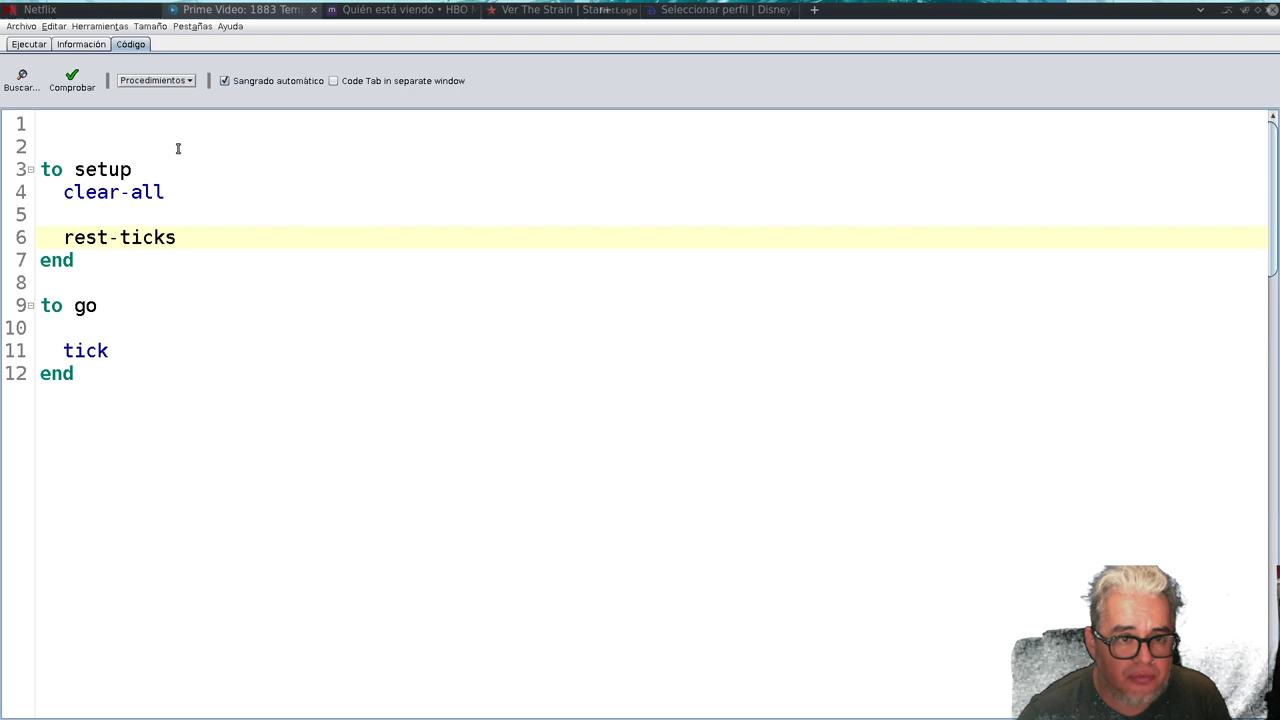 Netflix Prime Video: 1883 Tem × Quién está viendo • HBO Ver The Strain | Star+ NetLogo Seleccionar perfil | Disney +
Archivo Editar Herramientas Tamaño Pestañas Ayuda
Ejecutar Información Código
Buscar... Comprobar Procedimientos Sangrado automático Code Tab in separate window
1
2
3 to setup
4 clear-all
5
6 rest-ticks
7 end
8
9 to go
10
11 tick
12 end